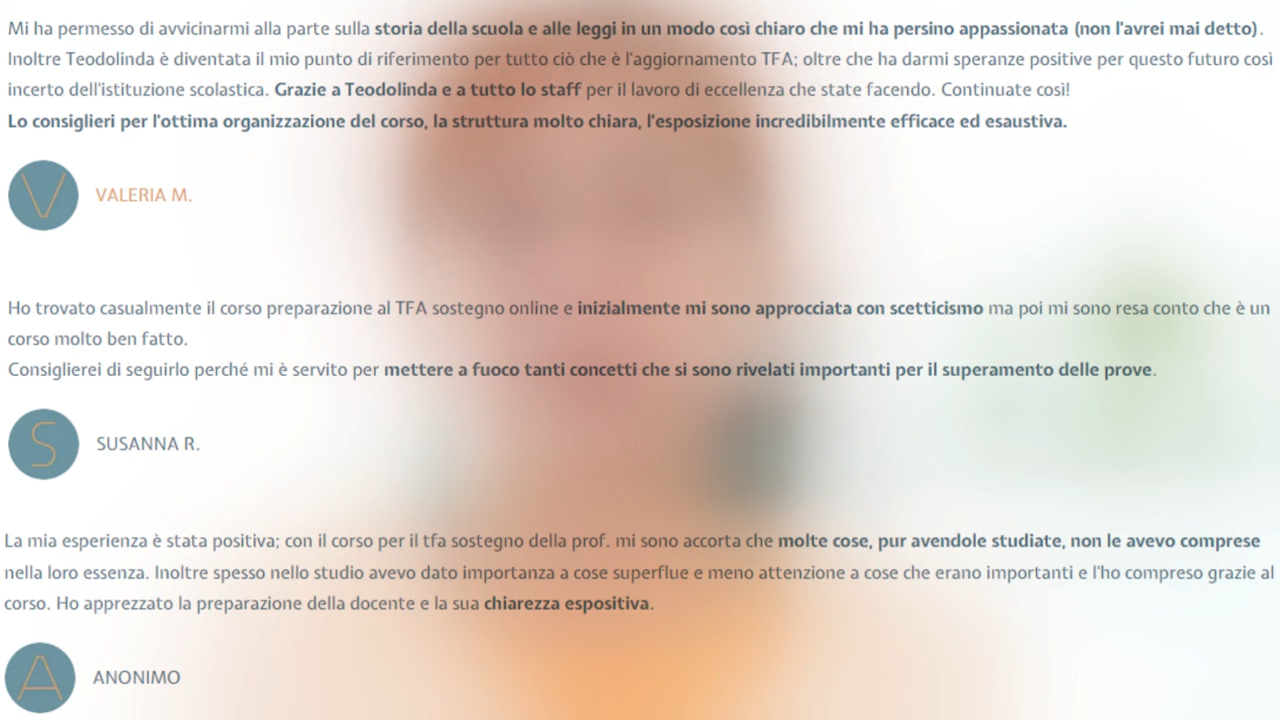 Mi ha permesso di avvicinarmi alla parte sulla storia della scuola e alle leggi in un modo così chiaro che mi ha persino appassionata (non l'avrei mai detto).
Inoltre Teodolinda è diventata il mio punto di riferimento per tutto ciò che è l'aggiornamento TFA; oltre che ha darmi speranze positive per questo futuro così
incerto dell'istituzione scolastica. Grazie a Teodolinda e a tutto lo staff per il lavoro di eccellenza che state facendo. Continuate così!
Lo consiglieri per l'ottima organizzazione del corso, la struttura molto chiara, l'esposizione incredibilmente efficace ed esaustiva.
V VALERIA M.
Ho trovato casualmente il corso preparazione al TFA sostegno online e inizialmente mi sono approcciata con scetticismo ma poi mi sono resa conto che è un
corso molto ben fatto.
Consiglierei di seguirlo perché mi è servito per mettere a fuoco tanti concetti che si sono rivelati importanti per il superamento delle prove.
S SUSANNA R.
La mia esperienza è stata positiva; con il corso per il tfa sostegno della prof. mi sono accorta che molte cose, pur avendole studiate, non le avevo comprese
nella loro essenza. Inoltre spesso nello studio avevo dato importanza a cose superflue e meno attenzione a cose che erano importanti e l'ho compreso grazie al
corso. Ho apprezzato la preparazione della docente e la sua chiarezza espositiva.
A ANONIMO